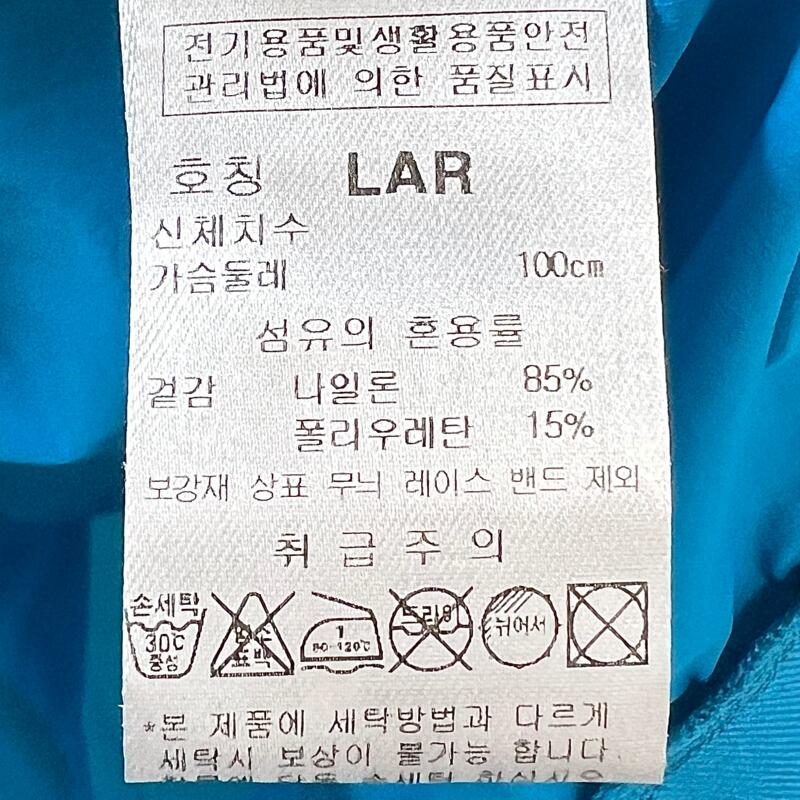 전기용품및생활용품안전
관리법에 의한 품질표시
호칭 LAR
신체치수
가슴둘레 100cm
섬유의 혼용률
겉감 나일론 85%
폴리우레탄 15%
보강재 상표 무늬 레이스 밴드 제외
취급주의
손세탁
30℃
중성
표백
1
80-120℃
드라이
뉘어서
*본 제품에 세탁방법과 다르게
세탁시 보상이 불가능 합니다.